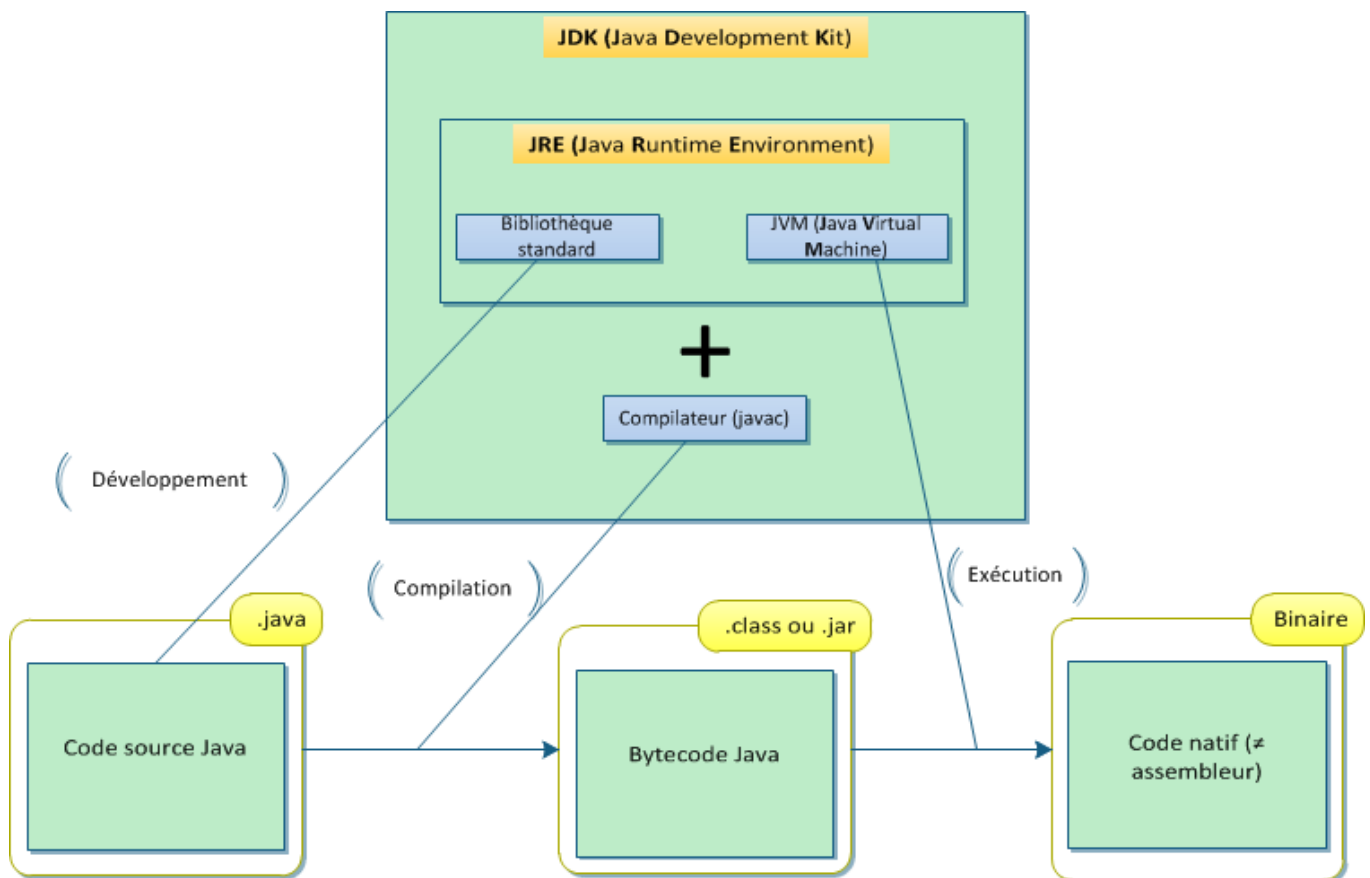 JDK (Java Development Kit)
JRE (Java Runtime Environment)
Bibliothèque
standard
JVM (Java Virtual
Machine)
+
Compilateur (javac)
( Développement )
( Compilation )
( Exécution )
.java
.class ou .jar
Binaire
Code source Java
Bytecode Java
Code natif (≠
assembleur)